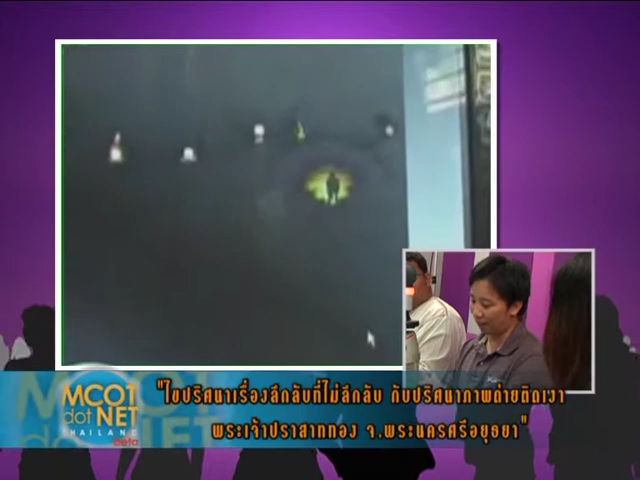 "ไขปริศนาเรื่องลึกลับที่ไม่ลึกลับ กับปริศนาภาพถ่ายติดเงา
พระเจ้าปราสาททอง จ.พระนครศรีอยุธยา"
MCOT
dot NET
THAILAND
beta